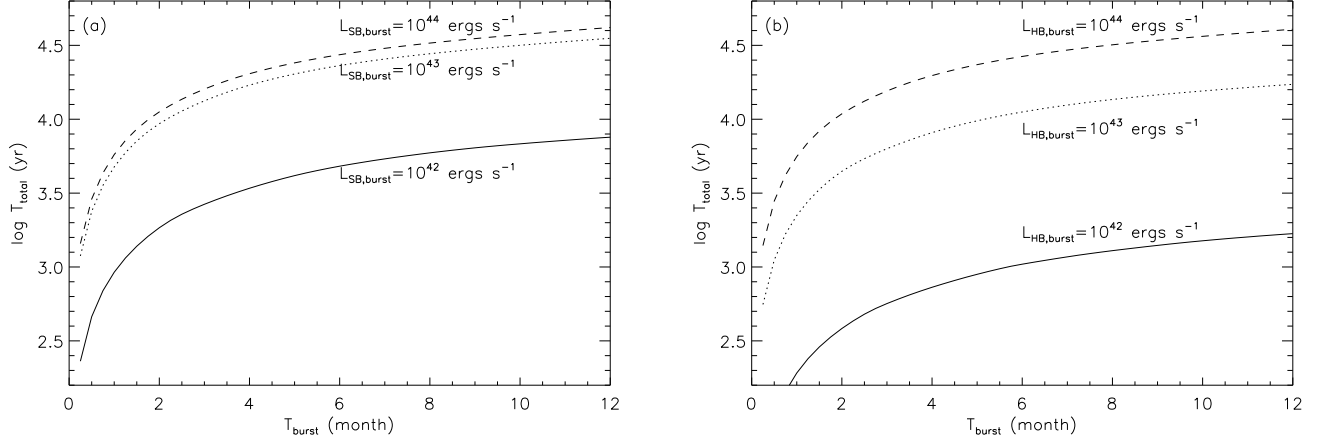 (a)
L_SB,burst=10^44 ergs s^-1
L_SB,burst=10^43 ergs s^-1
L_SB,burst=10^42 ergs s^-1
4.5
4.0
3.5
3.0
2.5
log T_total (yr)
0 2 4 6 8 10 12
T_burst (month)
(b)
L_HB,burst=10^44 ergs s^-1
L_HB,burst=10^43 ergs s^-1
L_HB,burst=10^42 ergs s^-1
4.5
4.0
3.5
3.0
2.5
log T_total (yr)
0 2 4 6 8 10 12
T_burst (month)